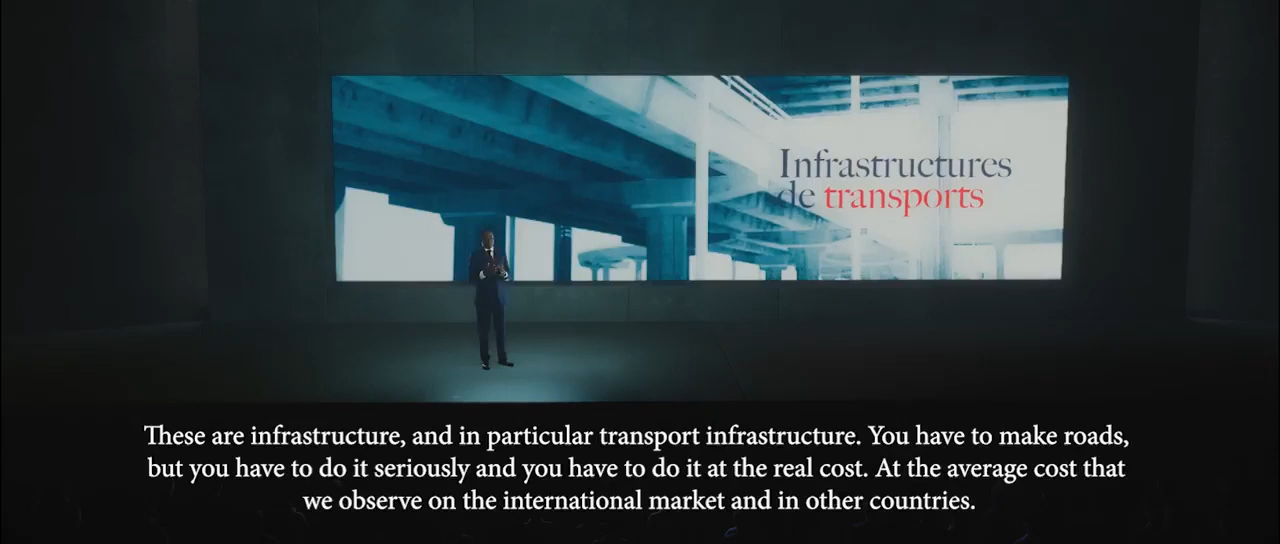 Infrastructures
de transports
These are infrastructure, and in particular transport infrastructure. You have to make roads,
but you have to do it seriously and you have to do it at the real cost. At the average cost that
we observe on the international market and in other countries.